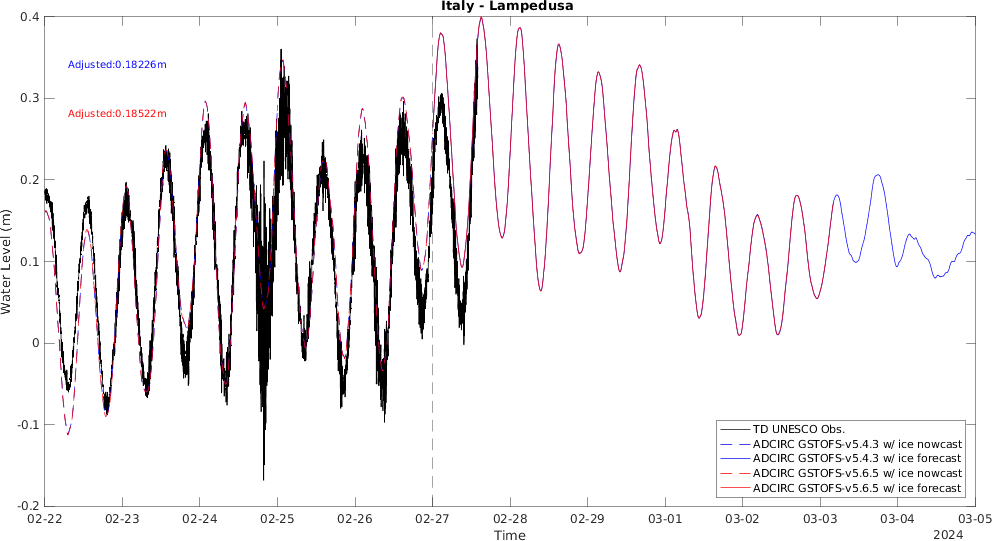 Italy - Lampedusa
0.4
Adjusted:0.18226m
0.3
Adjusted:0.18522m
0.2
Water Level (m)
0.1
0
-0.1
TD UNESCO Obs.
ADCIRC GSTOFS-v5.4.3 w/ ice nowcast
ADCIRC GSTOFS-v5.4.3 w/ ice forecast
ADCIRC GSTOFS-v5.6.5 w/ ice nowcast
ADCIRC GSTOFS-v5.6.5 w/ ice forecast
-0.2
02-22 02-23 02-24 02-25 02-26 02-27 02-28 02-29 03-01 03-02 03-03 03-04 03-05
Time
2024